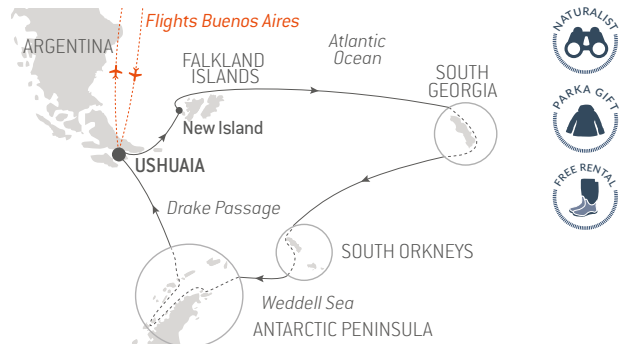 Flights Buenos Aires
ARGENTINA
FALKLAND
ISLANDS
Atlantic
Ocean
SOUTH
GEORGIA
New Island
USHUAIA
Drake Passage
SOUTH ORKNEYS
Weddell Sea
ANTARCTIC PENINSULA
NATURALIST
PARKA GIFT
FREE RENTAL